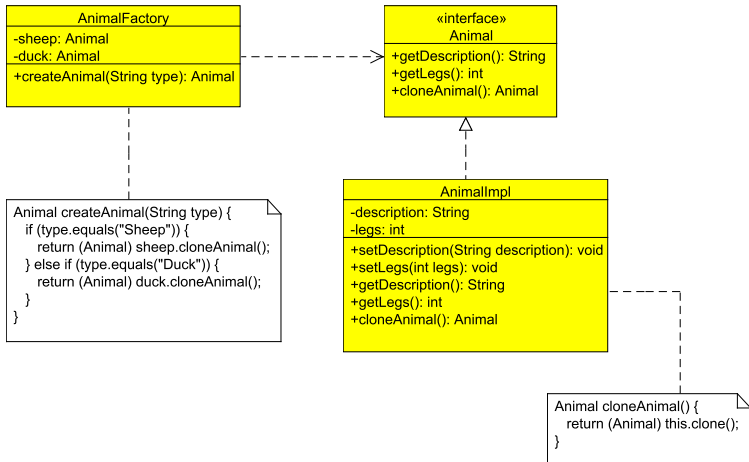 AnimalFactory
-sheep: Animal
-duck: Animal
+createAnimal(String type): Animal
«interface»
Animal
+getDescription(): String
+getLegs(): int
+cloneAnimal(): Animal
Animal createAnimal(String type) {
if (type.equals("Sheep")) {
return (Animal) sheep.cloneAnimal();
} else if (type.equals("Duck")) {
return (Animal) duck.cloneAnimal();
}
}
AnimalImpl
-description: String
-legs: int
+setDescription(String description): void
+setLegs(int legs): void
+getDescription(): String
+getLegs(): int
+cloneAnimal(): Animal
Animal cloneAnimal() {
return (Animal) this.clone();
}